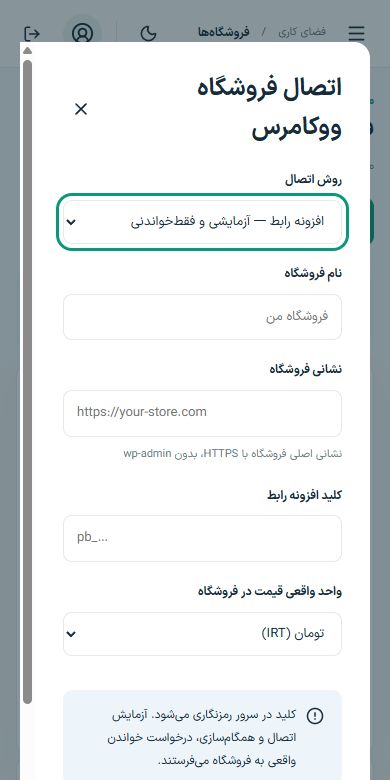 فضای کاری / فروشگاه‌ها
اتصال فروشگاه
ووکامرس
روش اتصال
افزونه رابط — آزمایشی و فقط‌خواندنی
نام فروشگاه
فروشگاه من
نشانی فروشگاه
https://your-store.com
نشانی اصلی فروشگاه با HTTPS، بدون wp-admin
کلید افزونه رابط
pb_...
واحد واقعی قیمت در فروشگاه
تومان (IRT)
کلید در سرور رمزنگاری می‌شود. آزمایش
اتصال و همگام‌سازی، درخواست خواندن
واقعی به فروشگاه می‌فرستند.